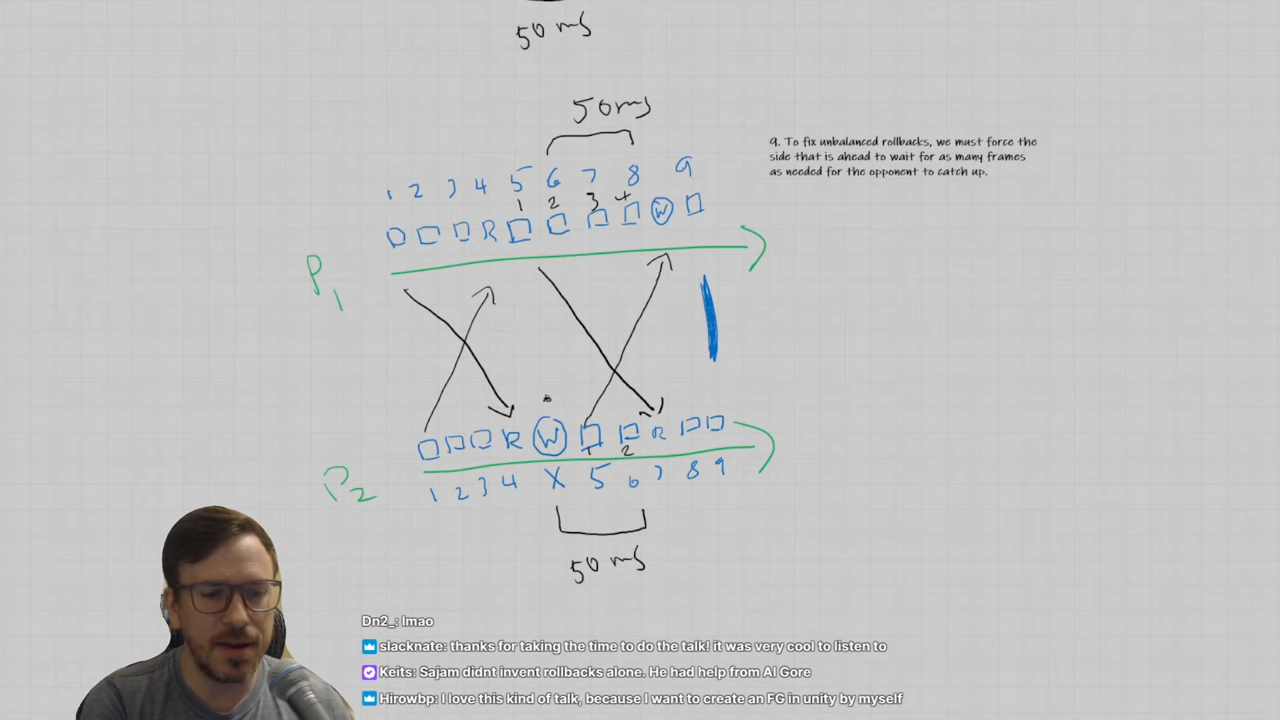 50 ms
50ms
9. To fix unbalanced rollbacks, we must force the
side that is ahead to wait for as many frames
as needed for the opponent to catch up.
1 2 3 4 5 6 7 8 9
1 2 3 4
R W
P1
R W R
1 2
P2
1 2 3 4 X 5 6 7 8 9
50 ms
Dn2_: lmao
slacknate: thanks for taking the time to do the talk! it was very cool to listen to
Keits: Sajam didnt invent rollbacks alone. He had help from Al Gore
Hirowbp: I love this kind of talk, because I want to create an FG in unity by myself